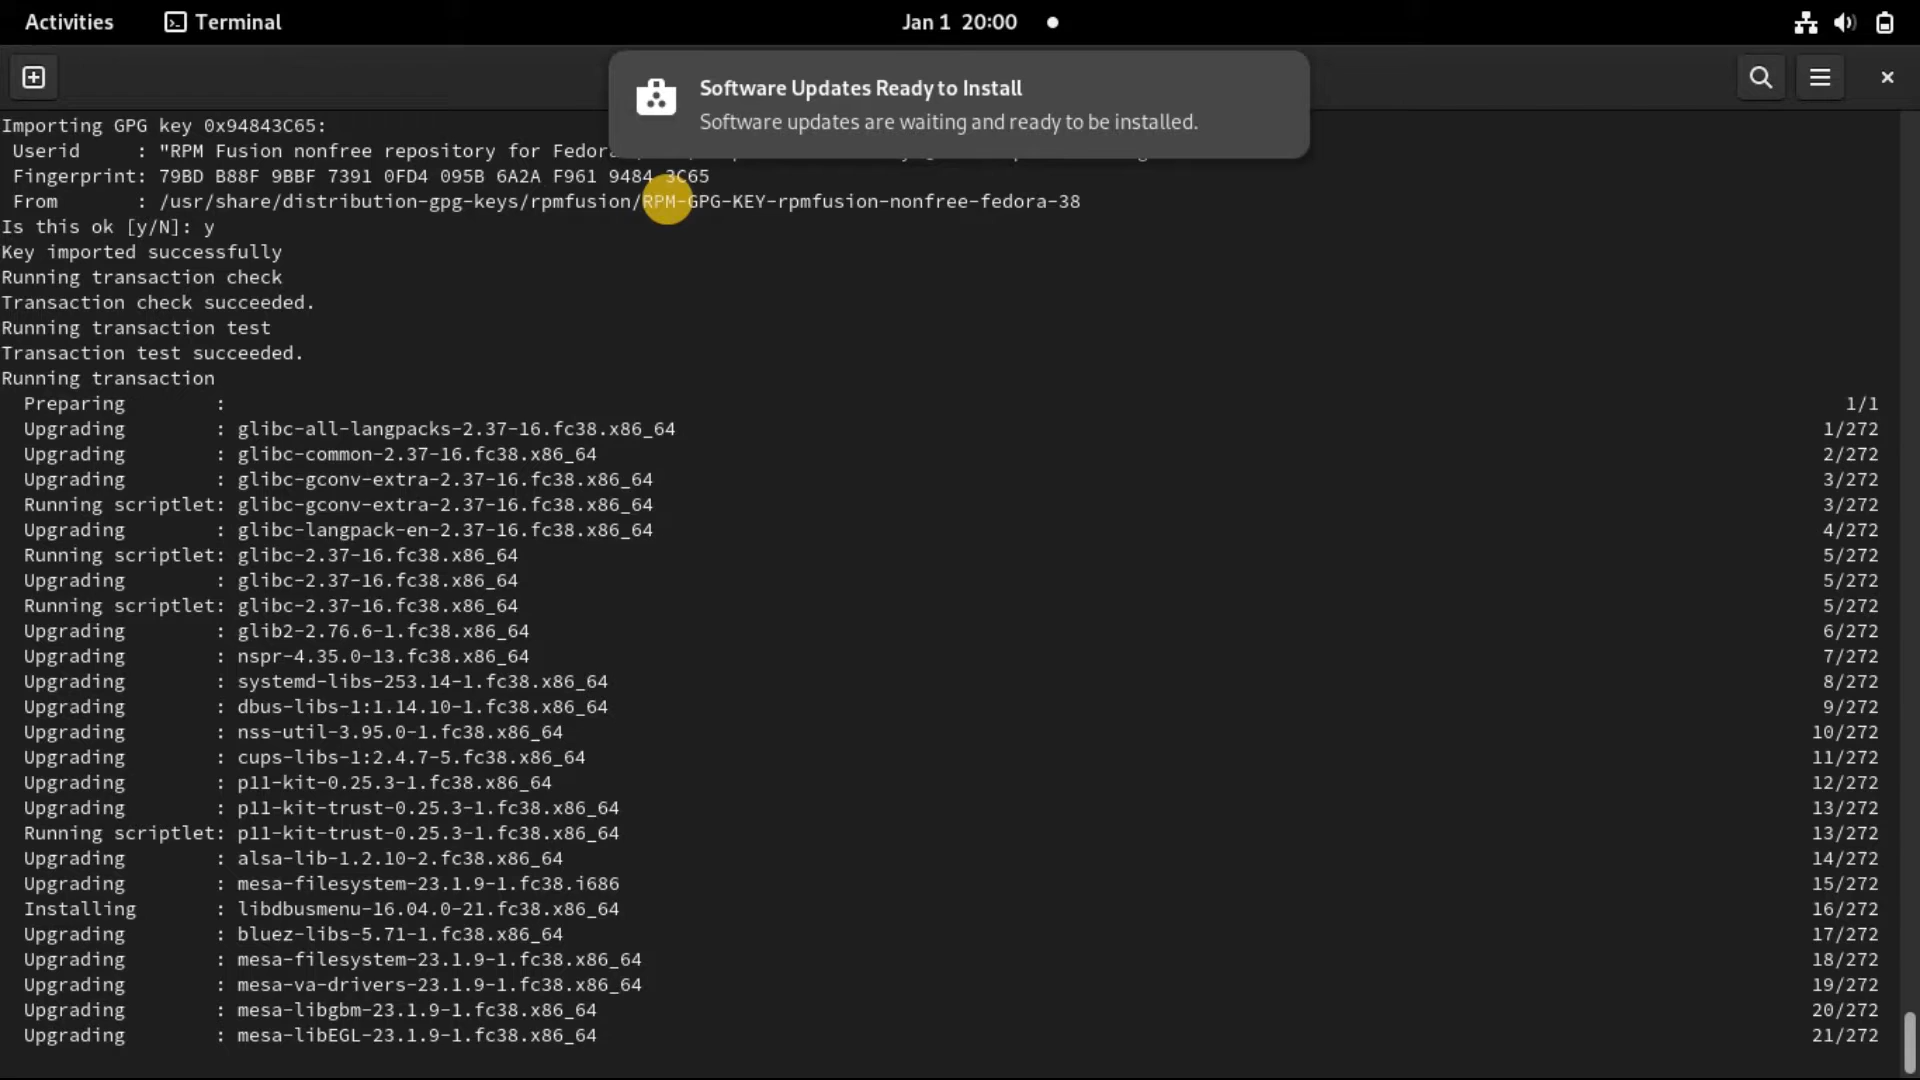 Activities Terminal Jan 1 20:00
Software Updates Ready to Install
Software updates are waiting and ready to be installed.
Importing GPG key 0x94843C65:
Userid     : "RPM Fusion nonfree repository for Fedora
Fingerprint: 79BD B88F 9BBF 7391 0FD4 095B 6A2A F961 9484 3C65
From       : /usr/share/distribution-gpg-keys/rpmfusion/RPM-GPG-KEY-rpmfusion-nonfree-fedora-38
Is this ok [y/N]: y
Key imported successfully
Running transaction check
Transaction check succeeded.
Running transaction test
Transaction test succeeded.
Running transaction
Preparing        : 1/1
Upgrading        : glibc-all-langpacks-2.37-16.fc38.x86_64 1/272
Upgrading        : glibc-common-2.37-16.fc38.x86_64 2/272
Upgrading        : glibc-gconv-extra-2.37-16.fc38.x86_64 3/272
Running scriptlet: glibc-gconv-extra-2.37-16.fc38.x86_64 3/272
Upgrading        : glibc-langpack-en-2.37-16.fc38.x86_64 4/272
Running scriptlet: glibc-2.37-16.fc38.x86_64 5/272
Upgrading        : glibc-2.37-16.fc38.x86_64 5/272
Running scriptlet: glibc-2.37-16.fc38.x86_64 5/272
Upgrading        : glib2-2.76.6-1.fc38.x86_64 6/272
Upgrading        : nspr-4.35.0-13.fc38.x86_64 7/272
Upgrading        : systemd-libs-253.14-1.fc38.x86_64 8/272
Upgrading        : dbus-libs-1:1.14.10-1.fc38.x86_64 9/272
Upgrading        : nss-util-3.95.0-1.fc38.x86_64 10/272
Upgrading        : cups-libs-1:2.4.7-5.fc38.x86_64 11/272
Upgrading        : p11-kit-0.25.3-1.fc38.x86_64 12/272
Upgrading        : p11-kit-trust-0.25.3-1.fc38.x86_64 13/272
Running scriptlet: p11-kit-trust-0.25.3-1.fc38.x86_64 13/272
Upgrading        : alsa-lib-1.2.10-2.fc38.x86_64 14/272
Upgrading        : mesa-filesystem-23.1.9-1.fc38.i686 15/272
Installing       : libdbusmenu-16.04.0-21.fc38.x86_64 16/272
Upgrading        : bluez-libs-5.71-1.fc38.x86_64 17/272
Upgrading        : mesa-filesystem-23.1.9-1.fc38.x86_64 18/272
Upgrading        : mesa-va-drivers-23.1.9-1.fc38.x86_64 19/272
Upgrading        : mesa-libgbm-23.1.9-1.fc38.x86_64 20/272
Upgrading        : mesa-libEGL-23.1.9-1.fc38.x86_64 21/272